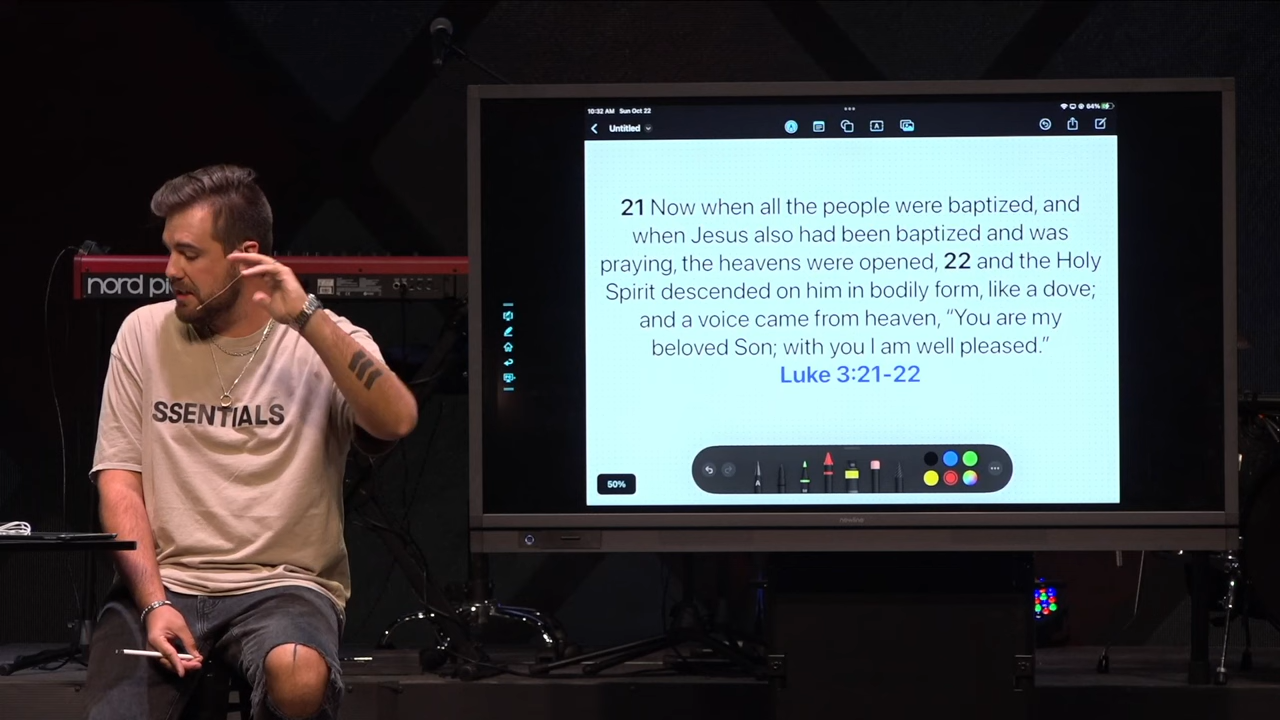 10:32 AM Sun Oct 22
64%
Untitled
21 Now when all the people were baptized, and
when Jesus also had been baptized and was
praying, the heavens were opened, 22 and the Holy
Spirit descended on him in bodily form, like a dove;
and a voice came from heaven, “You are my
beloved Son; with you I am well pleased.”
Luke 3:21-22
50%
newline
nord pi
SSENTIALS